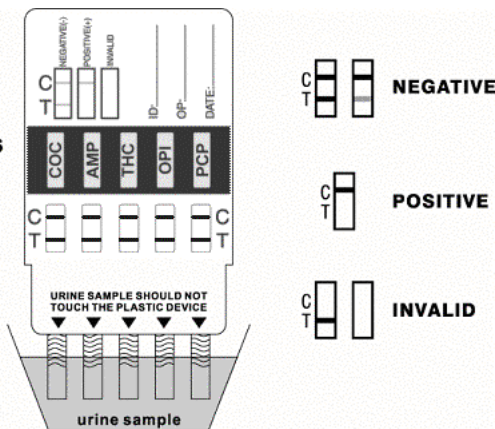 NEGATIVE(-)
POSITIVE(+)
INVALID
C
T
ID:
OP:
DATE:
S
COC
AMP
THC
OPI
PCP
C
C
T
T
URINE SAMPLE SHOULD NOT
TOUCH THE PLASTIC DEVICE
urine sample
C
T
NEGATIVE
C
T
POSITIVE
C
T
INVALID